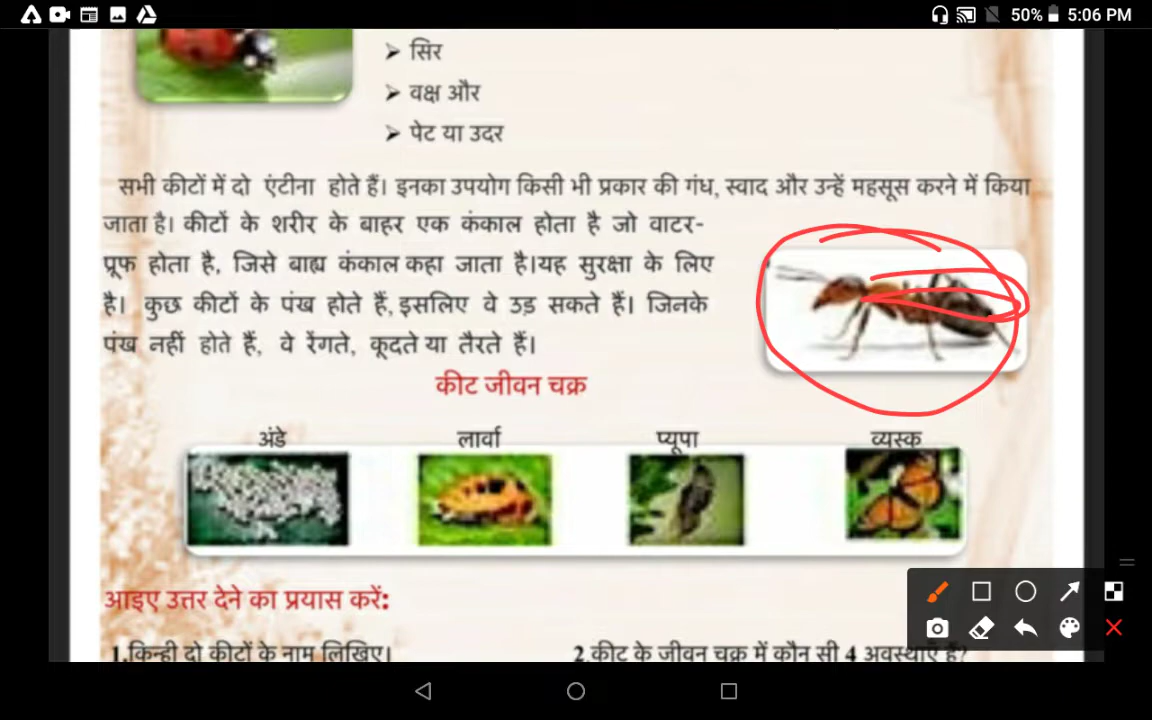 50% 5:06 PM
➤ सिर
➤ वक्ष और
➤ पेट या उदर
सभी कीटों में दो एंटीना होते हैं। इनका उपयोग किसी भी प्रकार की गंध, स्वाद और उन्हें महसूस करने में किया
जाता है। कीटों के शरीर के बाहर एक कंकाल होता है जो वाटर-
प्रूफ होता है, जिसे बाह्य कंकाल कहा जाता है।यह सुरक्षा के लिए
है। कुछ कीटों के पंख होते हैं, इसलिए वे उड़ सकते हैं। जिनके
पंख नहीं होते हैं, वे रेंगते, कूदते या तैरते हैं।
कीट जीवन चक्र
अंडे लार्वा प्यूपा व्यस्क
आइए उत्तर देने का प्रयास करें:
1.किन्ही दो कीटों के नाम लिखिए। 2.कीट के जीवन चक्र में कौन सी 4 अवस्थाएँ हैं?